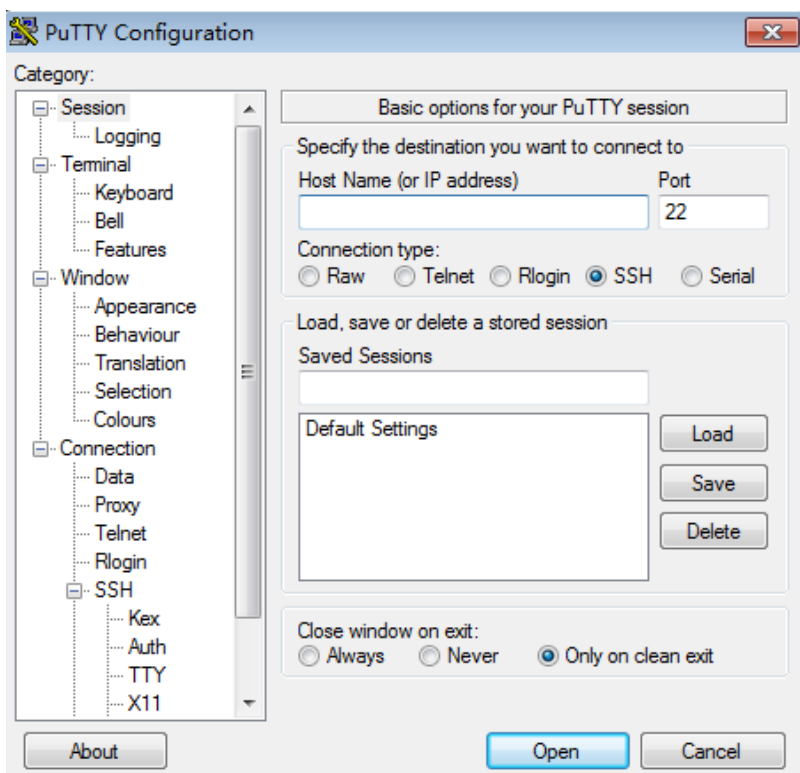 PuTTY Configuration
Category:
Session
Logging
Terminal
Keyboard
Bell
Features
Window
Appearance
Behaviour
Translation
Selection
Colours
Connection
Data
Proxy
Telnet
Rlogin
SSH
Kex
Auth
TTY
X11
Basic options for your PuTTY session
Specify the destination you want to connect to
Host Name (or IP address) Port
22
Connection type:
Raw Telnet Rlogin SSH Serial
Load, save or delete a stored session
Saved Sessions
Default Settings
Load
Save
Delete
Close window on exit:
Always Never Only on clean exit
About Open Cancel